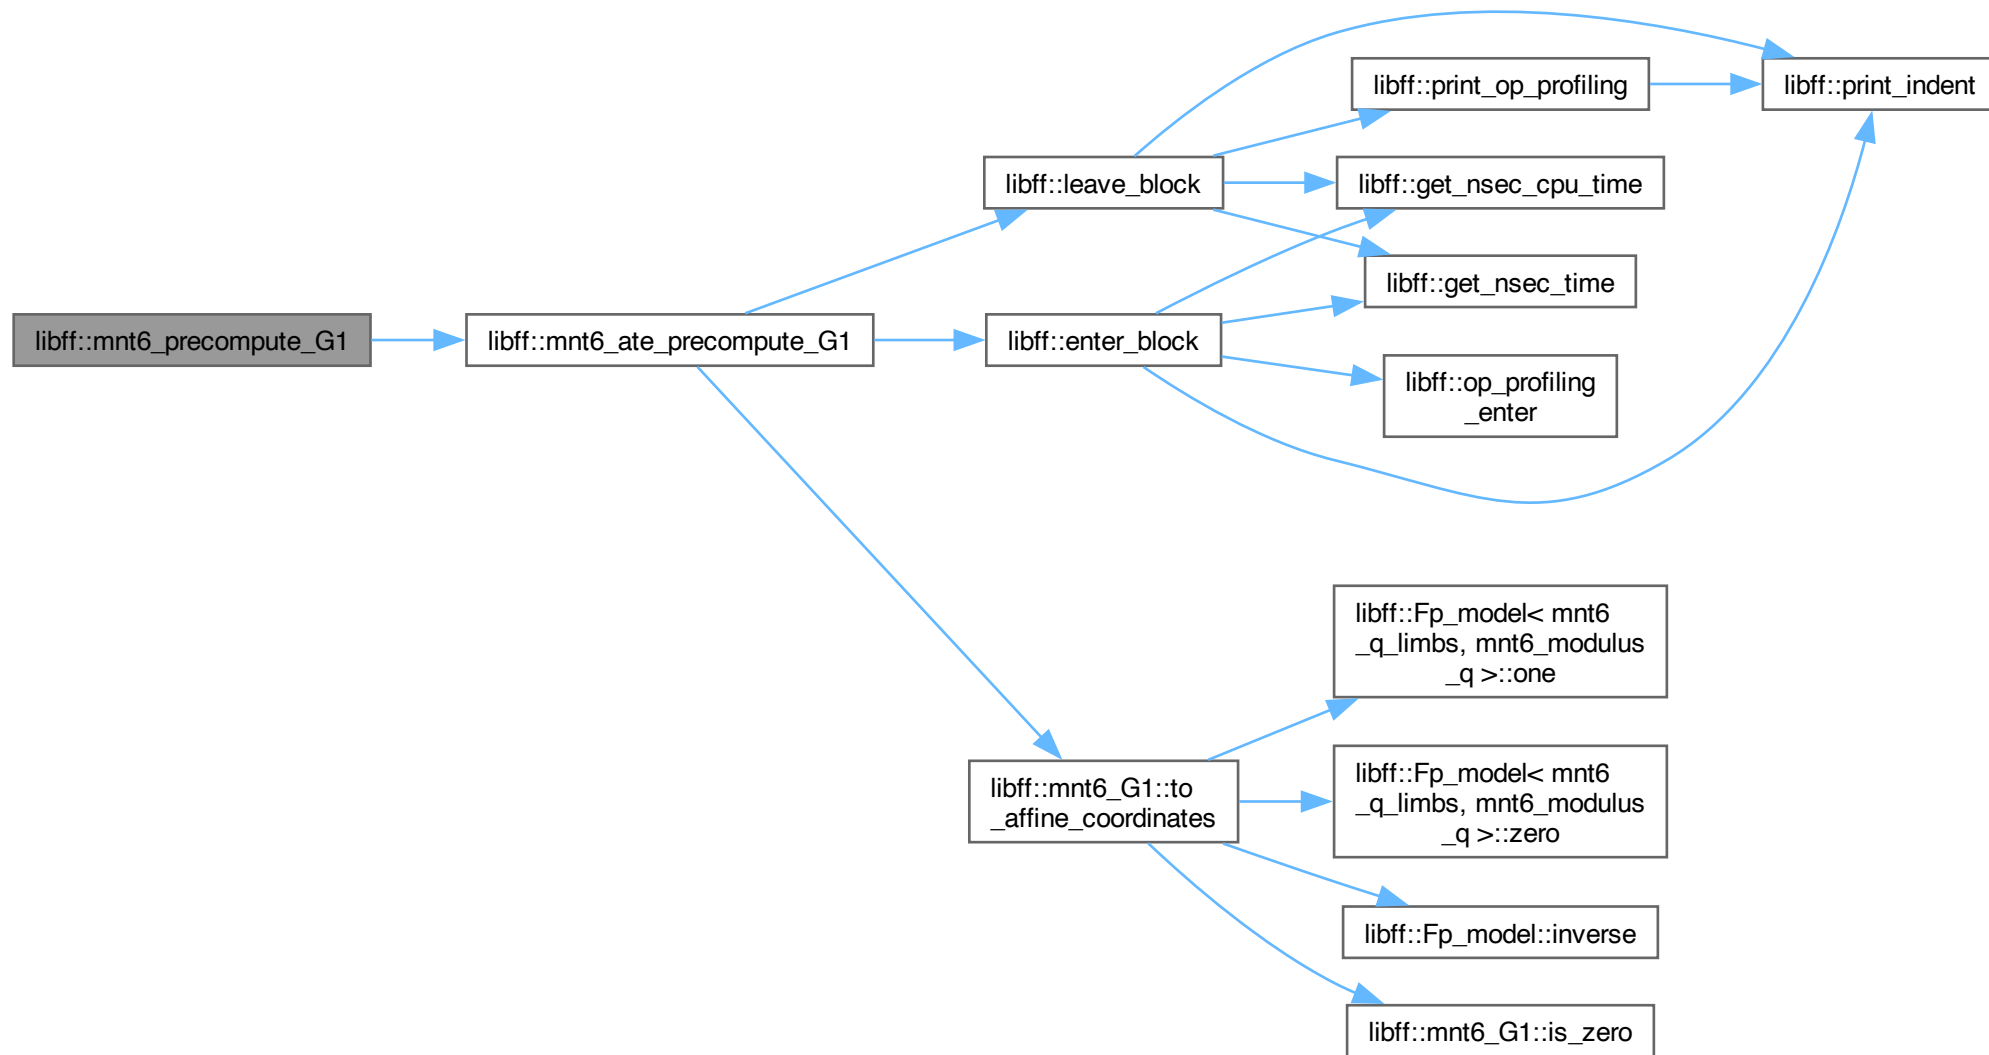 libff::mnt6_precompute_G1
libff::mnt6_ate_precompute_G1
libff::leave_block
libff::print_op_profiling
libff::print_indent
libff::get_nsec_cpu_time
libff::get_nsec_time
libff::enter_block
libff::op_profiling
_enter
libff::mnt6_G1::to
_affine_coordinates
libff::Fp_model< mnt6
_q_limbs, mnt6_modulus
_q >::one
libff::Fp_model< mnt6
_q_limbs, mnt6_modulus
_q >::zero
libff::Fp_model::inverse
libff::mnt6_G1::is_zero